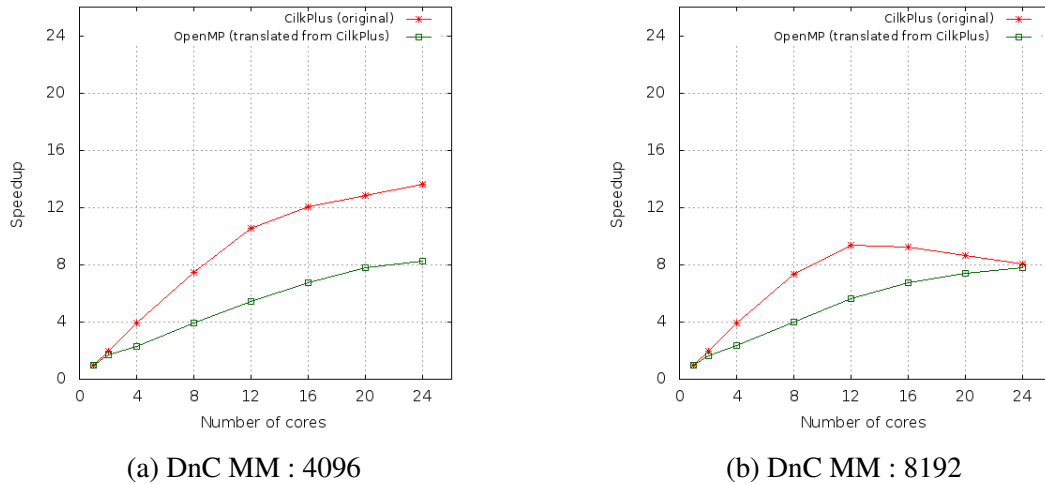 CilkPlus (original)
OpenMP (translated from CilkPlus)
24
20
16
12
8
4
0
Speedup
0 4 8 12 16 20 24
Number of cores
(a) DnC MM : 4096
CilkPlus (original)
OpenMP (translated from CilkPlus)
24
20
16
12
8
4
0
Speedup
0 4 8 12 16 20 24
Number of cores
(b) DnC MM : 8192